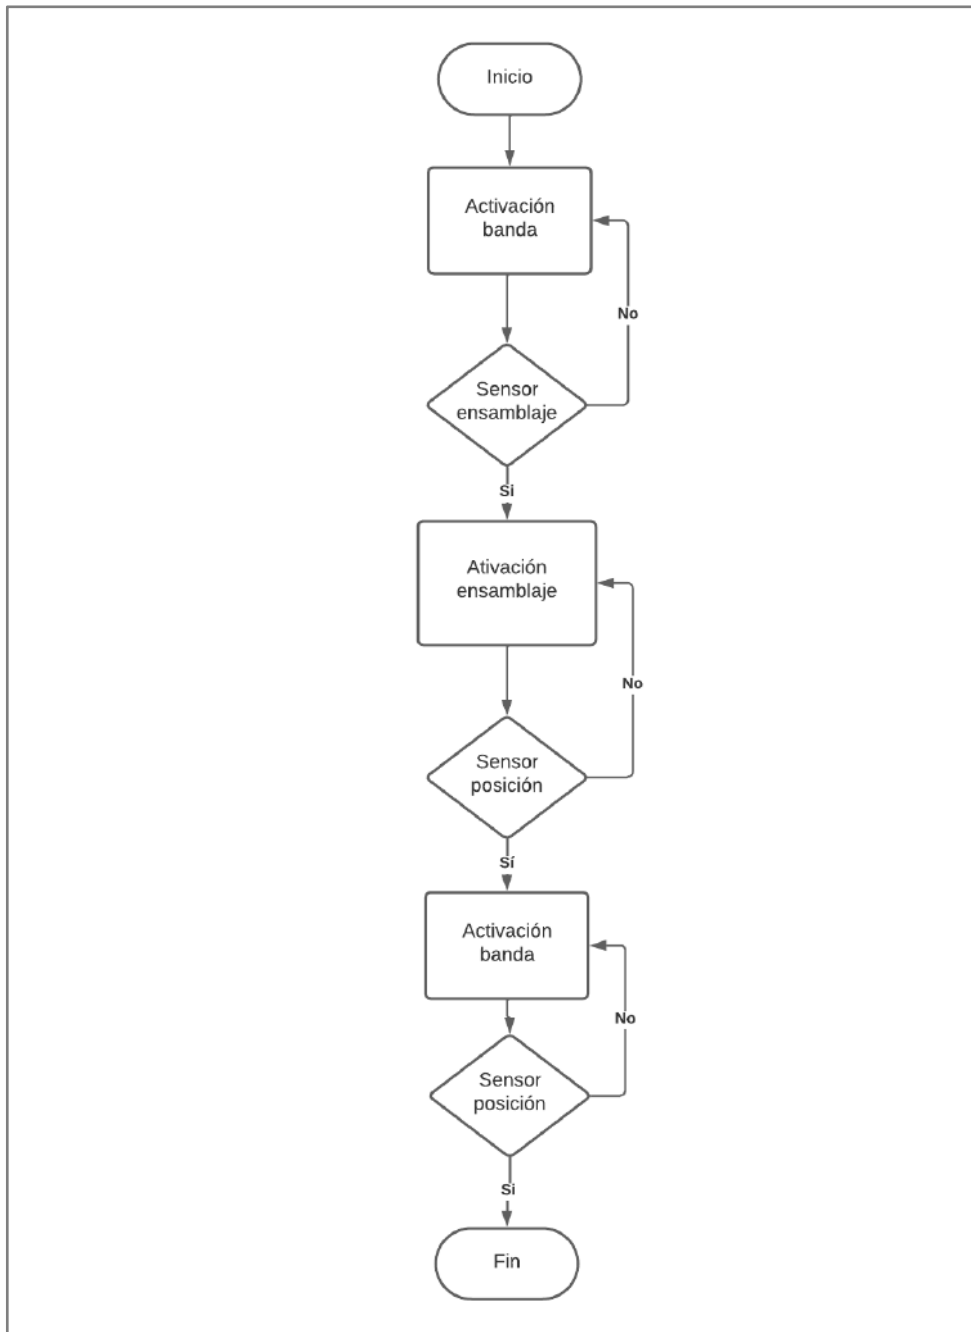 Inicio
Activación
banda
No
Sensor
ensamblaje
Si
Ativación
ensamblaje
No
Sensor
posición
Sí
Activación
banda
No
Sensor
posición
Si
Fin